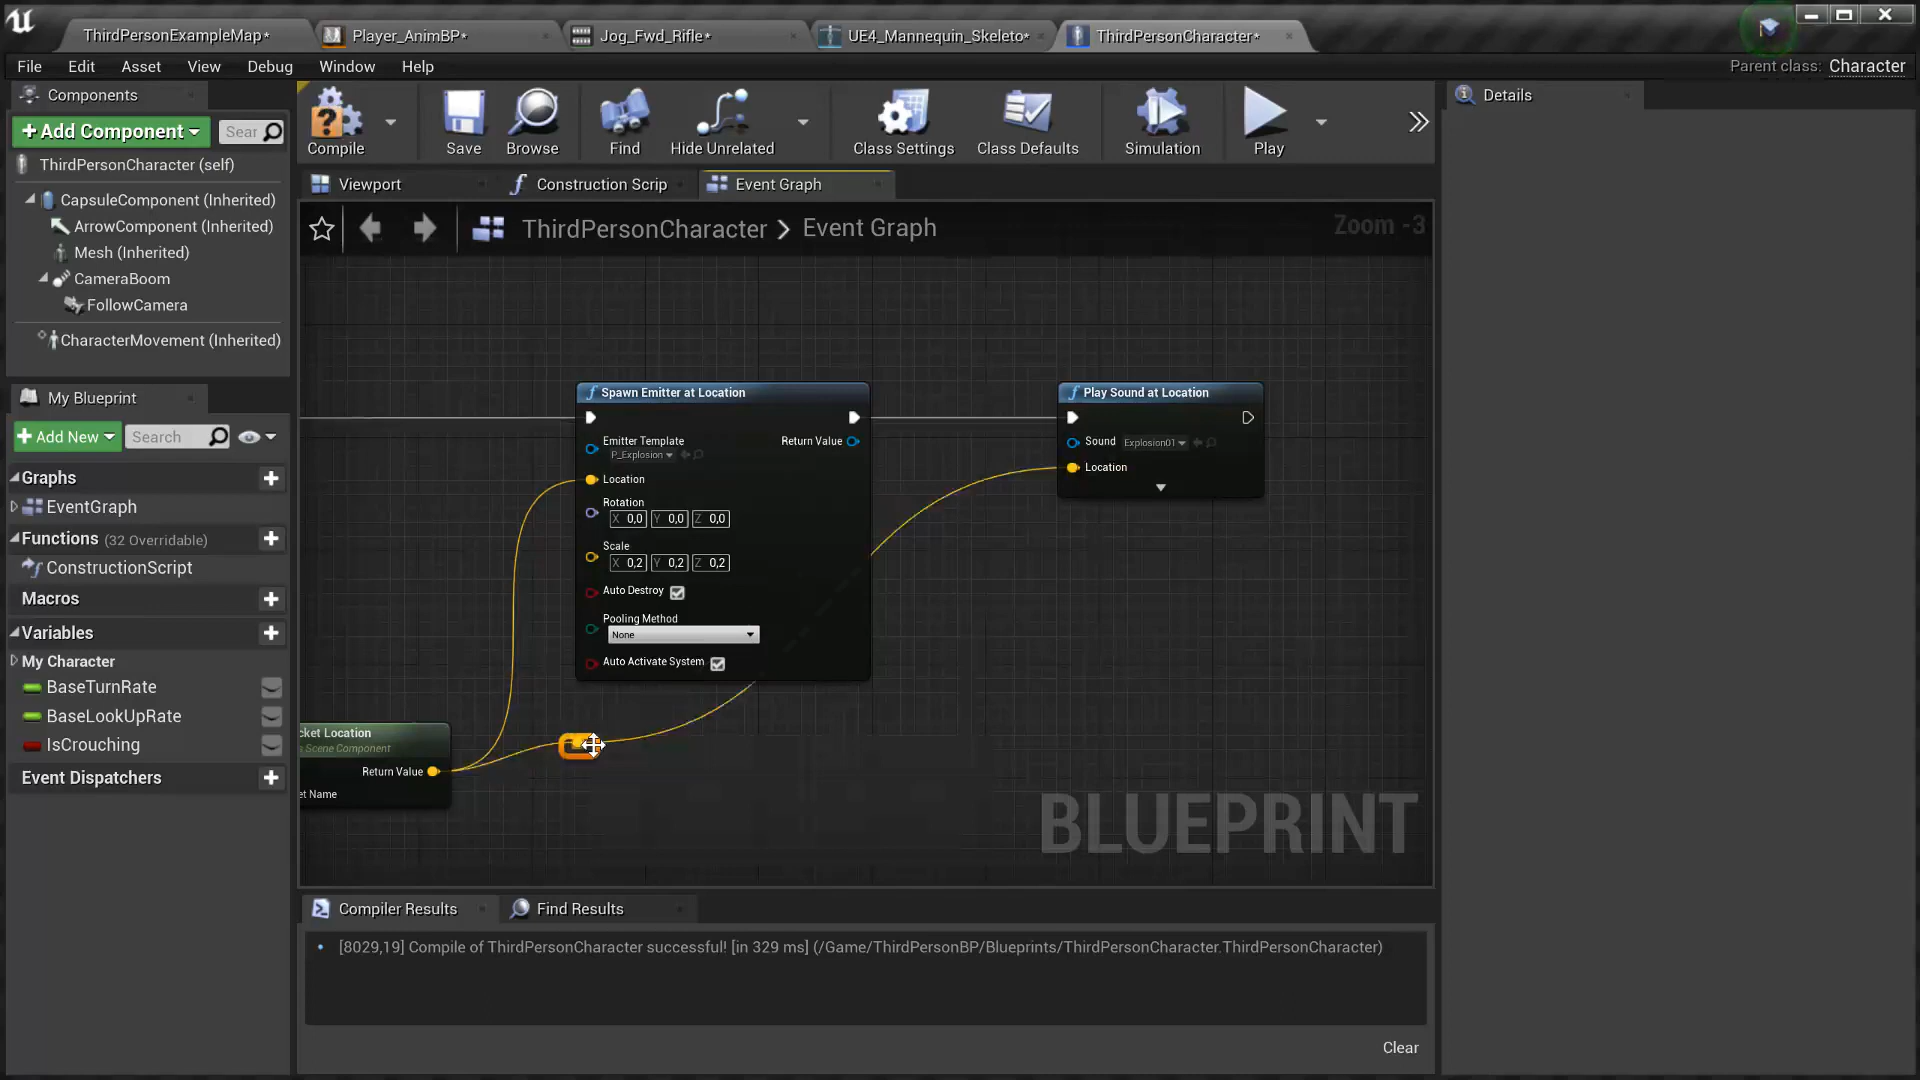 ThirdPersonExampleMap*
Player_AnimBP*
Jog_Fwd_Rifle*
UE4_Mannequin_Skeleto*
ThirdPersonCharacter*
File Edit Asset View Debug Window Help
Parent class: Character
Components
+Add Component
Sear
ThirdPersonCharacter (self)
CapsuleComponent (Inherited)
ArrowComponent (Inherited)
Mesh (Inherited)
CameraBoom
FollowCamera
CharacterMovement (Inherited)
My Blueprint
+Add New
Search
Graphs
EventGraph
Functions (32 Overridable)
ConstructionScript
Macros
Variables
My Character
BaseTurnRate
BaseLookUpRate
IsCrouching
Event Dispatchers
Compile
Save
Browse
Find
Hide Unrelated
Class Settings
Class Defaults
Simulation
Play
Viewport
Construction Scrip
Event Graph
ThirdPersonCharacter > Event Graph
Zoom -3
Spawn Emitter at Location
Emitter Template
P_Explosion
Return Value
Location
Rotation
X 0,0 Y 0,0 Z 0,0
Scale
X 0,2 Y 0,2 Z 0,2
Auto Destroy
Pooling Method
None
Auto Activate System
Play Sound at Location
Sound Explosion01
Location
cket Location
Scene Component
Return Value
et Name
BLUEPRINT
Compiler Results
Find Results
[8029,19] Compile of ThirdPersonCharacter successful! [in 329 ms] (/Game/ThirdPersonBP/Blueprints/ThirdPersonCharacter.ThirdPersonCharacter)
Clear
Details